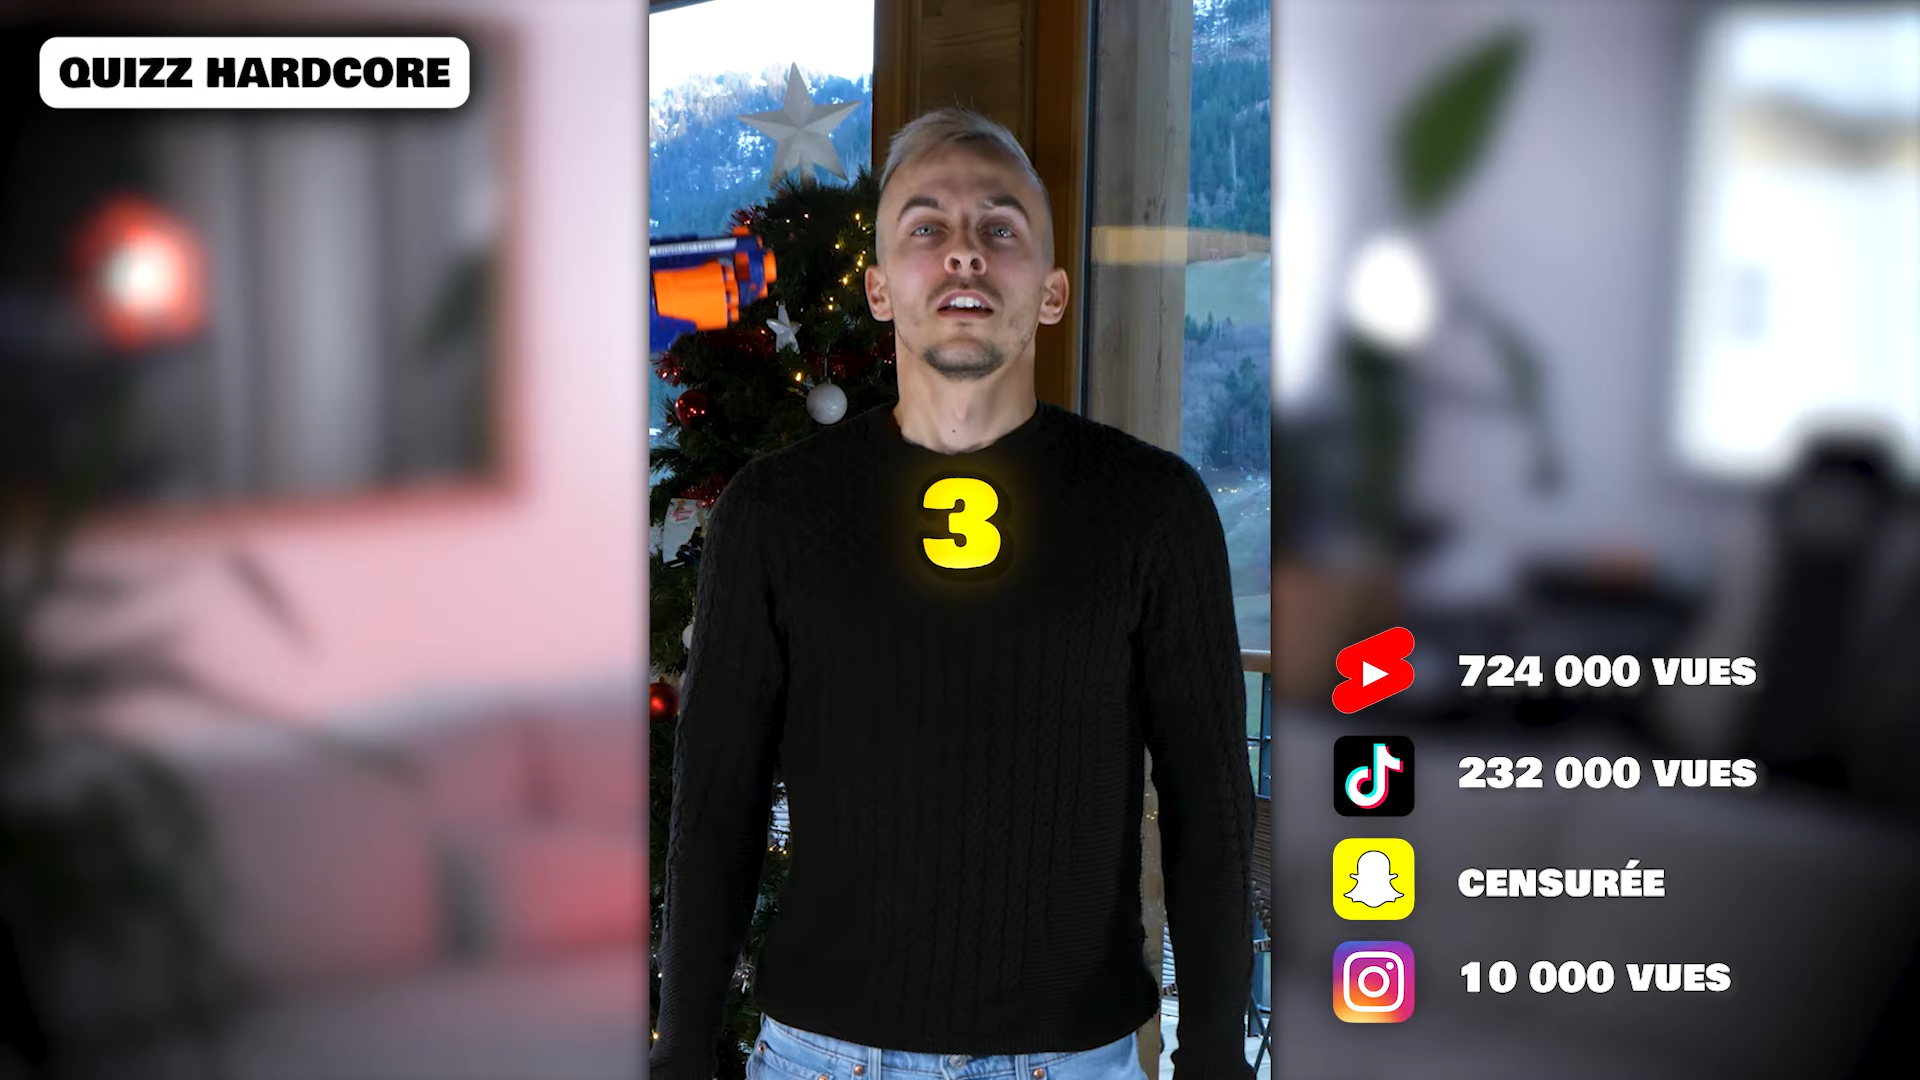 QUIZZ HARDCORE
3
724 000 VUES
232 000 VUES
CENSURÉE
10 000 VUES